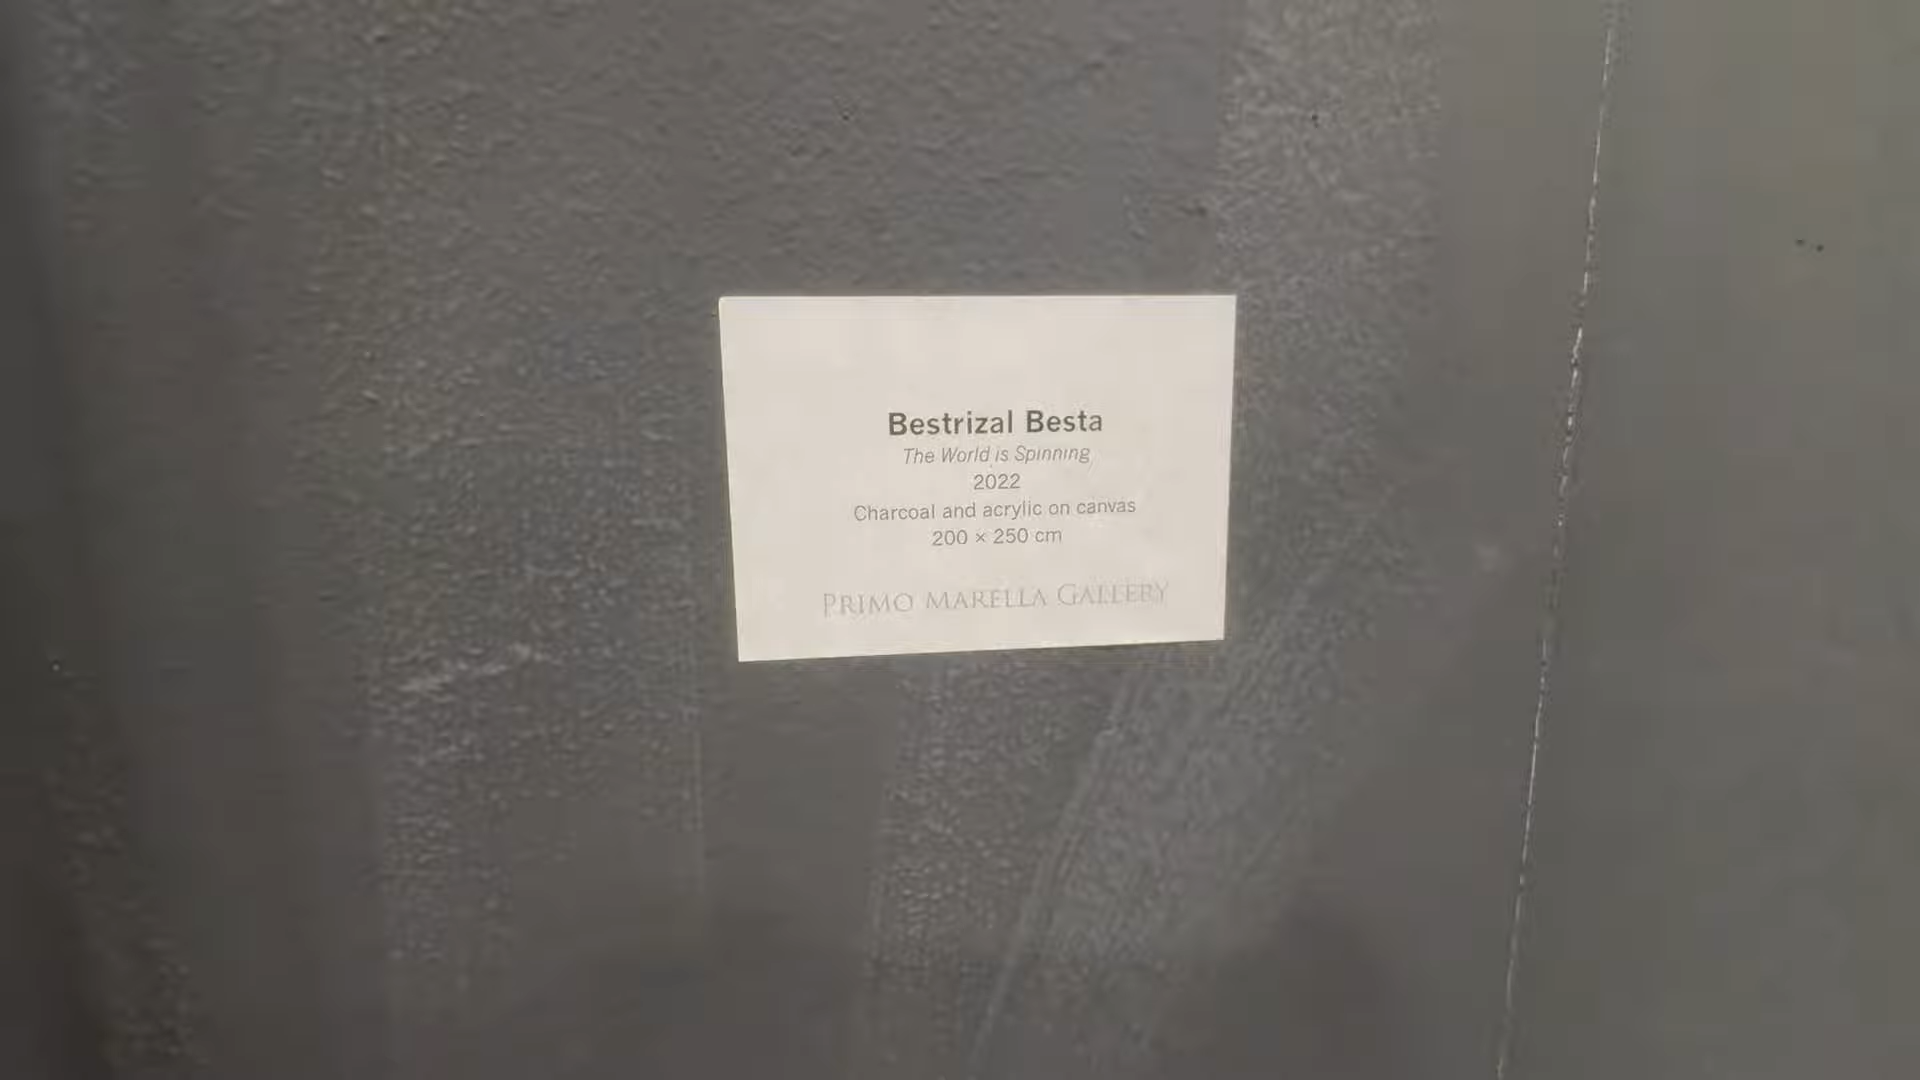 Bestrizal Besta
The World is Spinning
2022
Charcoal and acrylic on canvas
200 × 250 cm
PRIMO MARELLA GALLERY